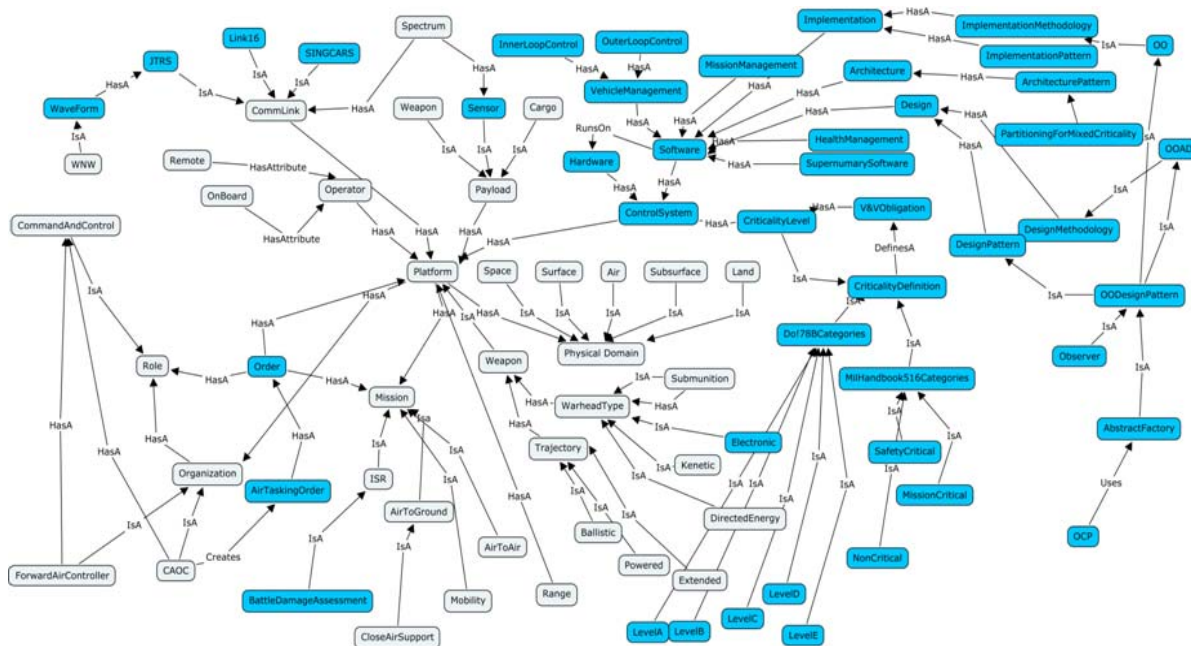 Spectrum
Implementation
HasA
ImplementationMethodology
Link16
InnerLoopControl
OuterLoopControl
IsA
OO
JTRS
SINGCARS
HasA
ImplementationPattern
MissionManagement
HasA
IsA
IsA
HasA
HasA
HasA
Architecture
HasA
ArchitecturePattern
IsA
HasA
VehicleManagement
WaveForm
Weapon
Sensor
Cargo
CommLink
HasA
Design
HasA
HasA
HasA
IsA
RunsOn
PartitioningForMixedCriticality
IsA
IsA
IsA
IsA
HealthManagement
HasA
WNW
Remote
Hardware
Software
HasA
OOAD
HasAttribute
SupernumarySoftware
HasA
OnBoard
Operator
Payload
HasA
HasA
IsA
HasA
CommandAndControl
HasAttribute
HasA
HasA
HasA
ControlSystem
HasA
CriticalityLevel
HasA
V&VObligation
DesignMethodology
DesignPattern
IsA
HasA
DefinesA
Platform
Space
Surface
Air
Subsurface
Land
IsA
IsA
HasA
HasA
HasA
IsA
HasA
IsA
IsA
IsA
IsA
IsA
CriticalityDefinition
IsA
OODesignPattern
IsA
Do178BCategories
IsA
Role
HasA
Order
HasA
Weapon
Physical Domain
IsA
Observer
IsA
Submunition
MilHandbook516Categories
Mission
HasA
WarheadType
HasA
HasA
Isa
IsA
IsA
HasA
HasA
IsA
Electronic
AbstractFactory
HasA
Trajectory
SafetyCritical
Organization
ISR
IsA
IsA
Kenetic
IsA
IsA
AirTaskingOrder
IsA
IsA
IsA
IsA
IsA
MissionCritical
Uses
IsA
AirToGround
HasA
DirectedEnergy
IsA
Creates
IsA
IsA
AirToAir
Ballistic
OCP
ForwardAirController
CAOC
Powered
NonCritical
Extended
BattleDamageAssessment
Mobility
Range
LevelD
LevelC
CloseAirSupport
LevelA
LevelB
LevelE